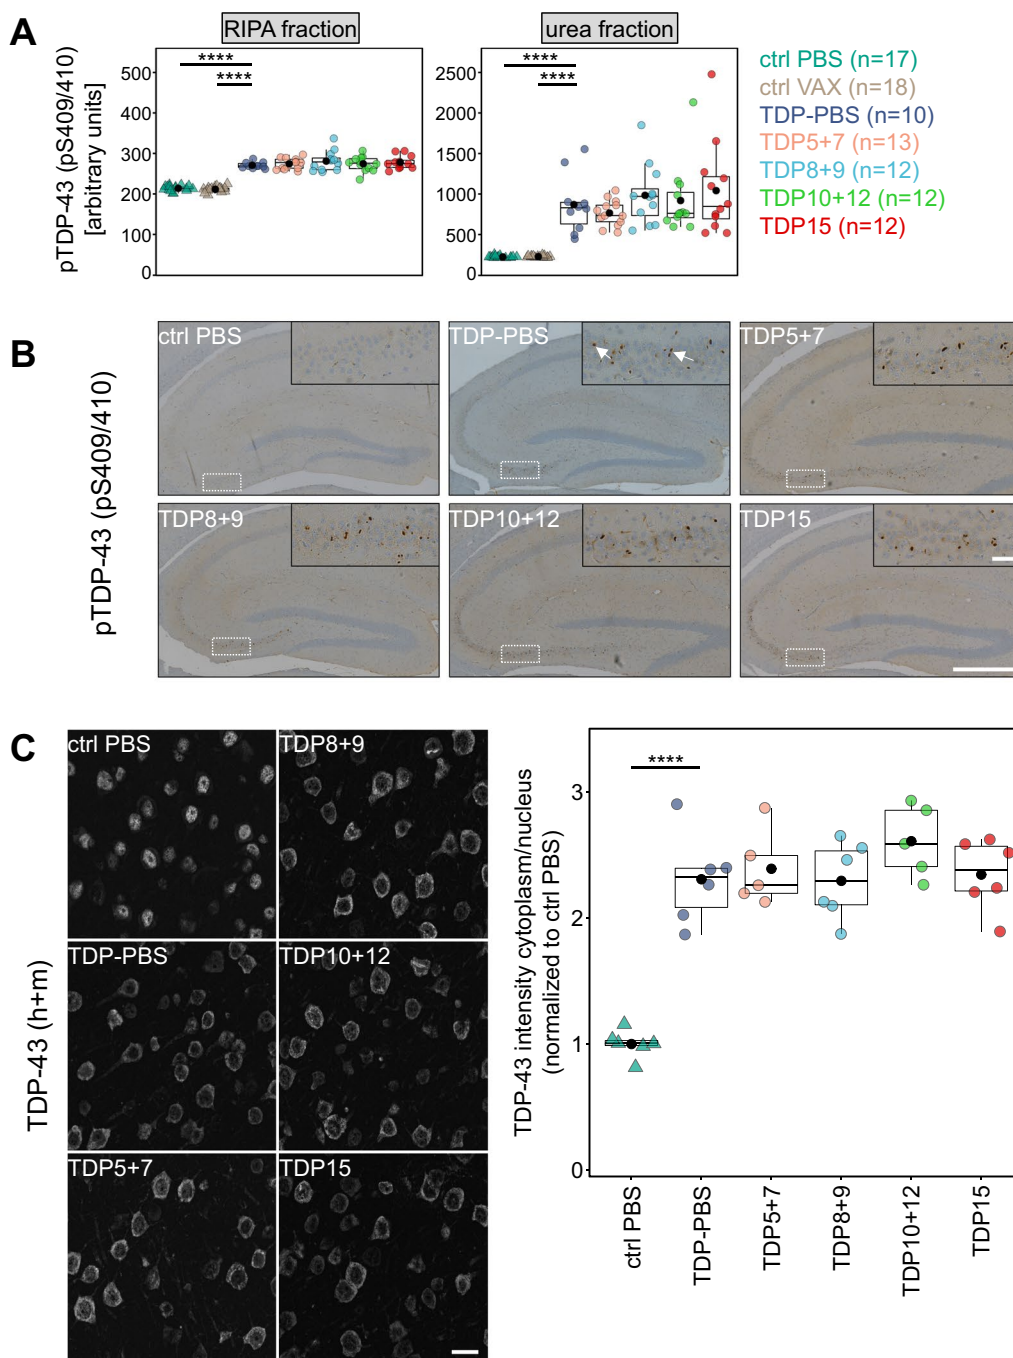 A
RIPA fraction
urea fraction
pTDP-43 (pS409/410)
[arbitrary units]
500
400
300
200
100
0
****
****
2500
2000
1500
1000
500
0
****
****
ctrl PBS (n=17)
ctrl VAX (n=18)
TDP-PBS (n=10)
TDP5+7 (n=13)
TDP8+9 (n=12)
TDP10+12 (n=12)
TDP15 (n=12)
B
pTDP-43 (pS409/410)
ctrl PBS
TDP-PBS
TDP5+7
TDP8+9
TDP10+12
TDP15
C
TDP-43 (h+m)
ctrl PBS
TDP8+9
TDP-PBS
TDP10+12
TDP5+7
TDP15
TDP-43 intensity cytoplasm/nucleus
(normalized to ctrl PBS)
3
2
1
0
****
ctrl PBS
TDP-PBS
TDP5+7
TDP8+9
TDP10+12
TDP15